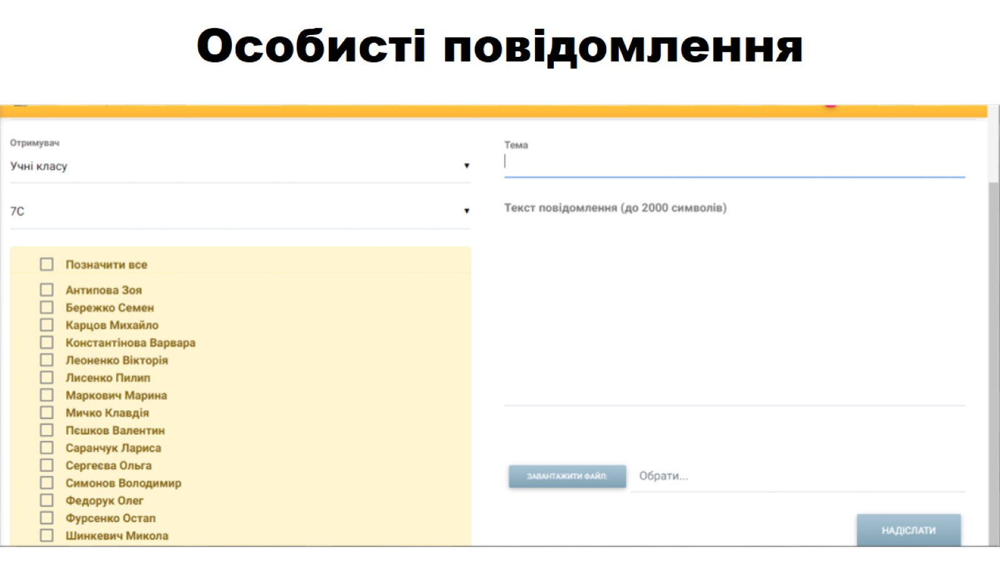 Особисті повідомлення
Отримувач
Учні класу
7С
Позначити все
Антипова Зоя
Бережко Семен
Карцов Михайло
Константінова Варвара
Леоненко Вікторія
Лисенко Пилип
Маркович Марина
Мичко Клавдія
Пєшков Валентин
Саранчук Лариса
Сергеєва Ольга
Симонов Володимир
Федорук Олег
Фурсенко Остап
Шинкевич Микола
Тема
Текст повідомлення (до 2000 символів)
ЗАВАНТАЖИТИ ФАЙЛ:
Обрати...
НАДІСЛАТИ